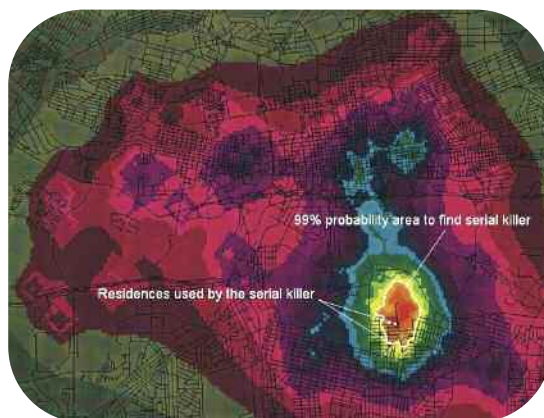 99% probability area to find serial killer
Residences used by the serial killer